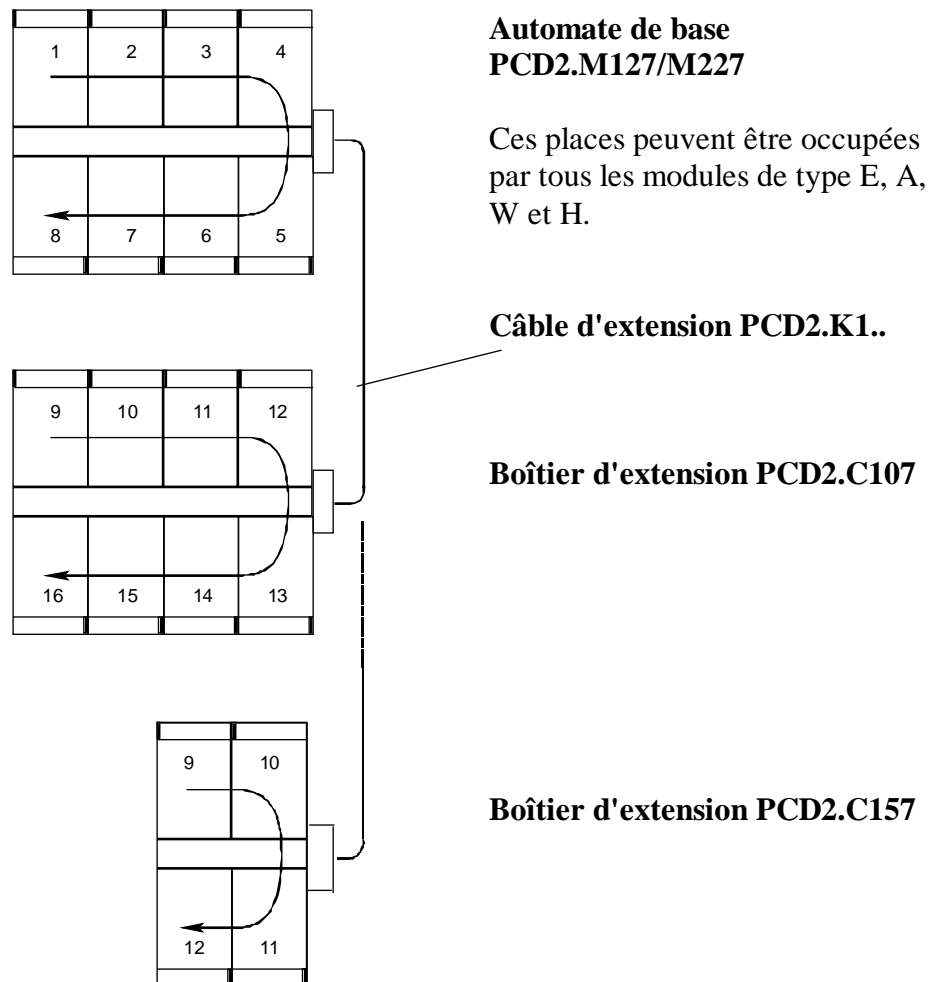 1 2 3 4
Automate de base
PCD2.M127/M227
Ces places peuvent être occupées
par tous les modules de type E, A,
W et H.
8 7 6 5
Câble d'extension PCD2.K1..
9 10 11 12
Boîtier d'extension PCD2.C107
16 15 14 13
9 10
Boîtier d'extension PCD2.C157
12 11